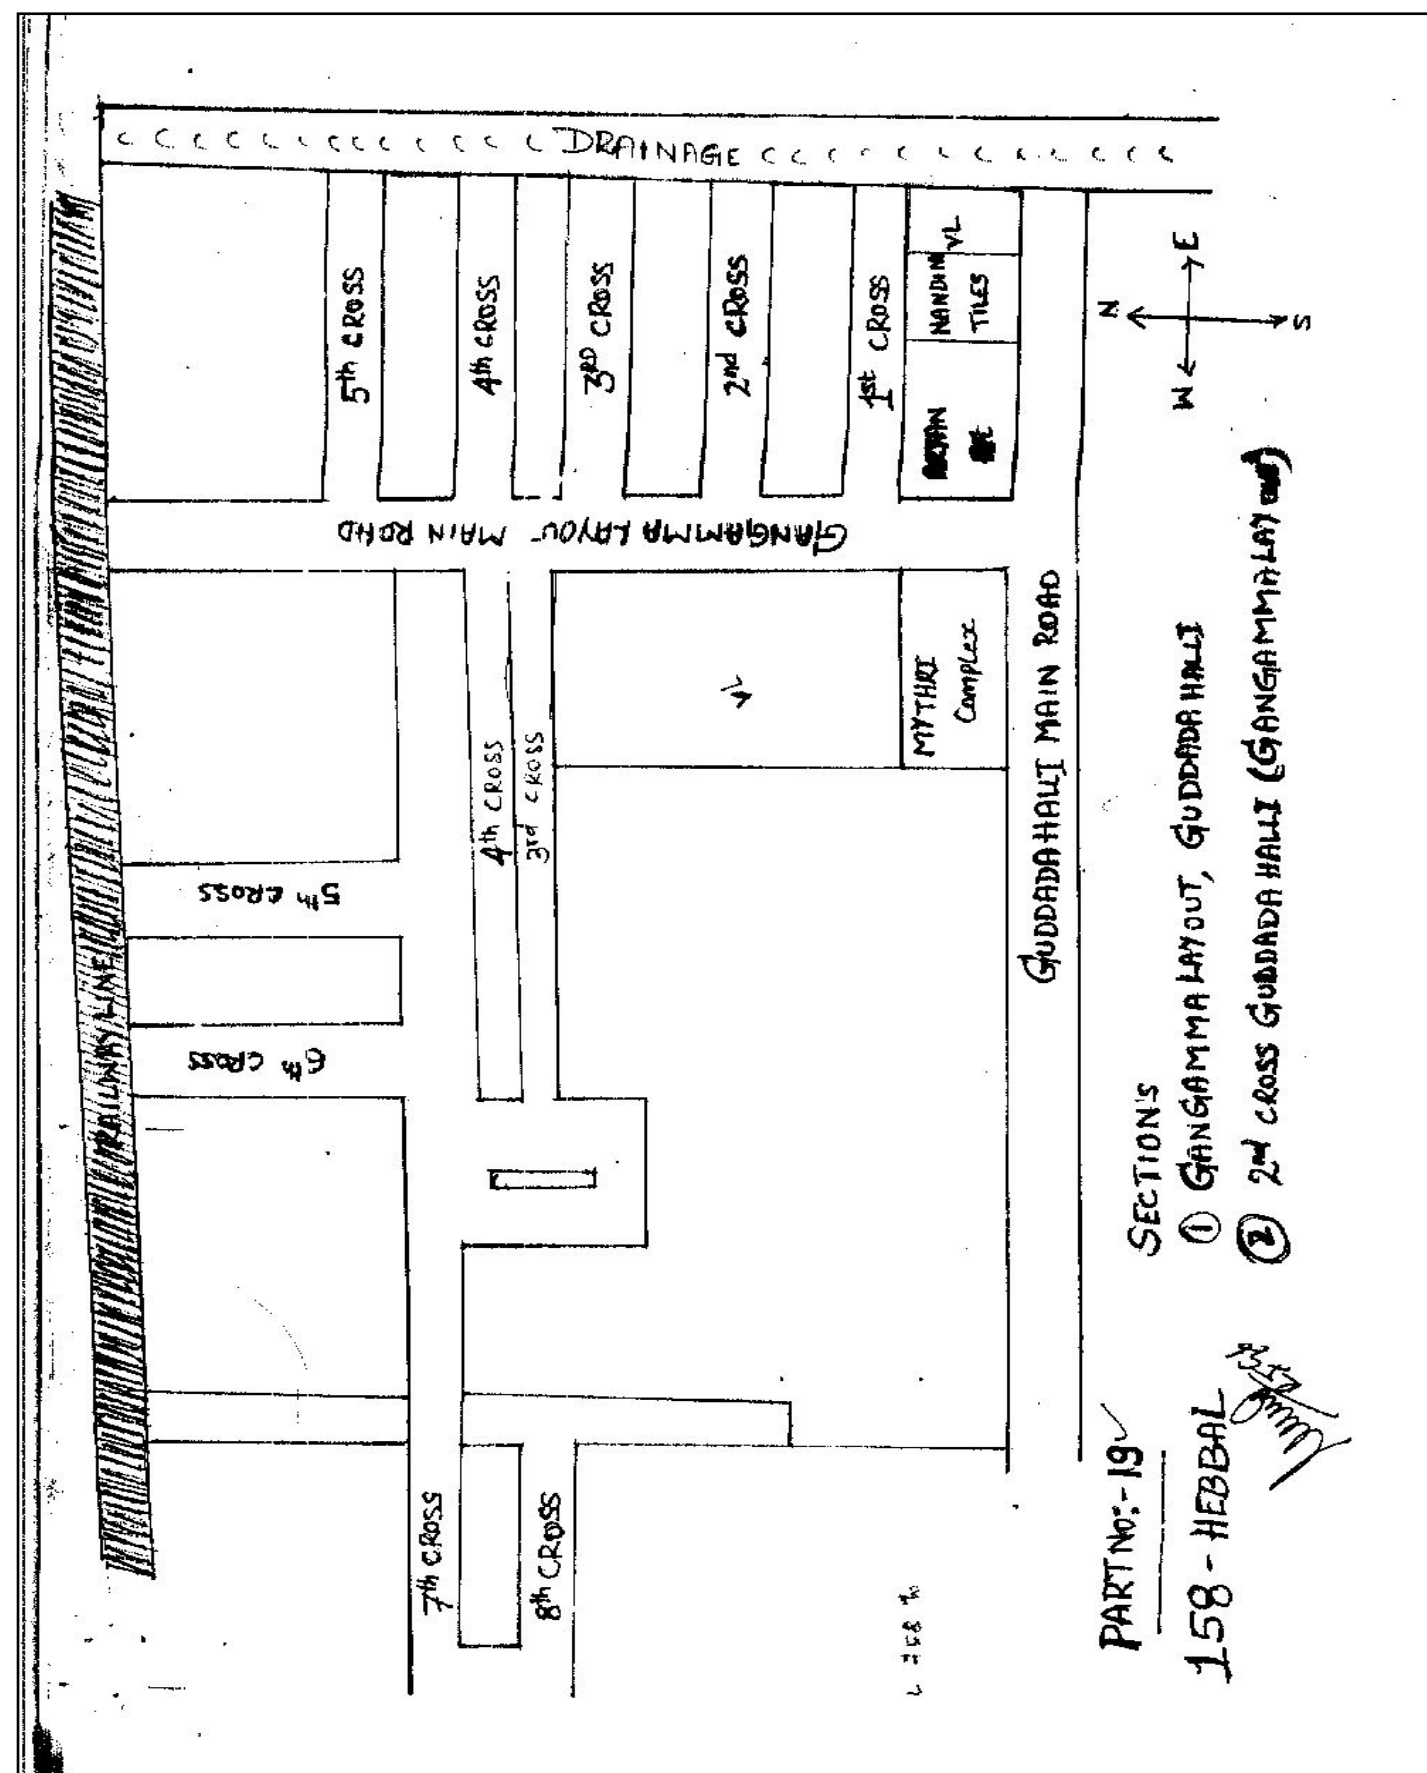 DRAINAGE
5th CROSS
4th CROSS
3RD CROSS
2nd CROSS
1st CROSS
NANDINI
TILES
VL
GANGAMMA LAYOUT MAIN ROAD
MYTHRI
Complex
4th CROSS
3rd CROSS
5th CROSS
6th CROSS
RAILWAY LINE
GUDDADAHALLI MAIN ROAD
7th CROSS
8th CROSS
N
E
W
S
SECTION'S
① GANGAMMA LAYOUT, GUDDADAHALLI
② 2nd CROSS GUDDADAHALLI (GANGAMMA LAY
PART NO:-19
158-HEBBAL